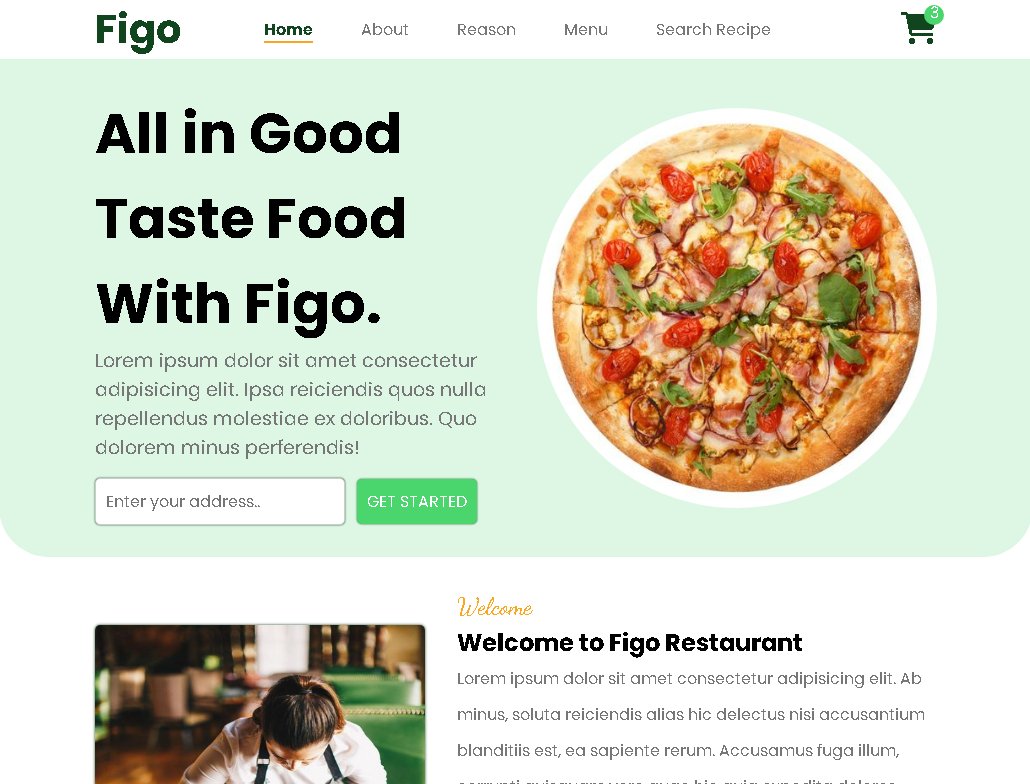 Figo
Home About Reason Menu Search Recipe
3
All in Good
Taste Food
With Figo.
Lorem ipsum dolor sit amet consectetur
adipisicing elit. Ipsa reiciendis quos nulla
repellendus molestiae ex doloribus. Quo
dolorem minus perferendis!
Enter your address..
GET STARTED
Welcome
Welcome to Figo Restaurant
Lorem ipsum dolor sit amet consectetur adipisicing elit. Ab
minus, soluta reiciendis alias hic delectus nisi accusantium
blanditiis est, ea sapiente rerum. Accusamus fuga illum,